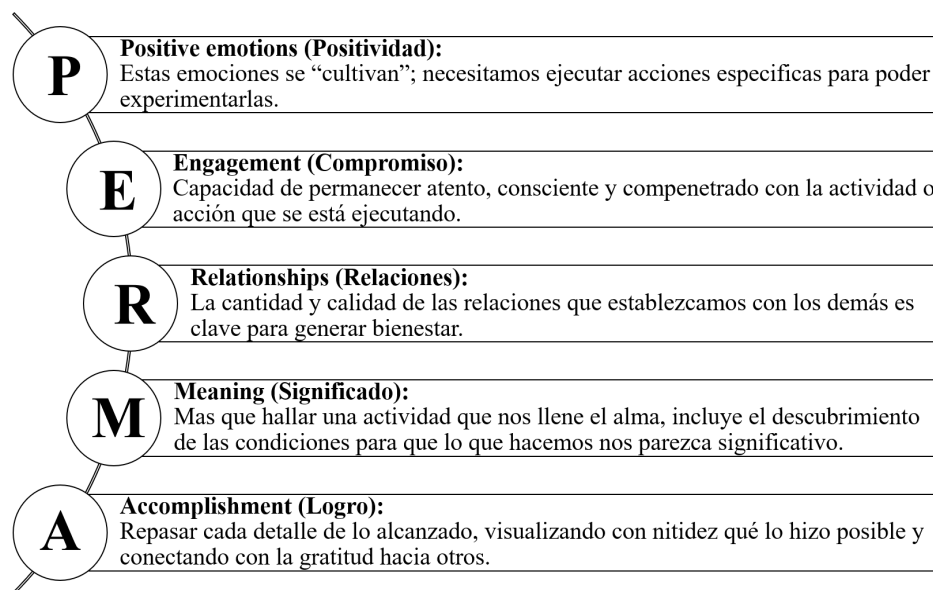 P
Positive emotions (Positividad):
Estas emociones se “cultivan”; necesitamos ejecutar acciones especificas para poder
experimentarlas.
E
Engagement (Compromiso):
Capacidad de permanecer atento, consciente y compenetrado con la actividad o
acción que se está ejecutando.
R
Relationships (Relaciones):
La cantidad y calidad de las relaciones que establezcamos con los demás es
clave para generar bienestar.
M
Meaning (Significado):
Mas que hallar una actividad que nos llene el alma, incluye el descubrimiento
de las condiciones para que lo que hacemos nos parezca significativo.
A
Accomplishment (Logro):
Repasar cada detalle de lo alcanzado, visualizando con nitidez qué lo hizo posible y
conectando con la gratitud hacia otros.